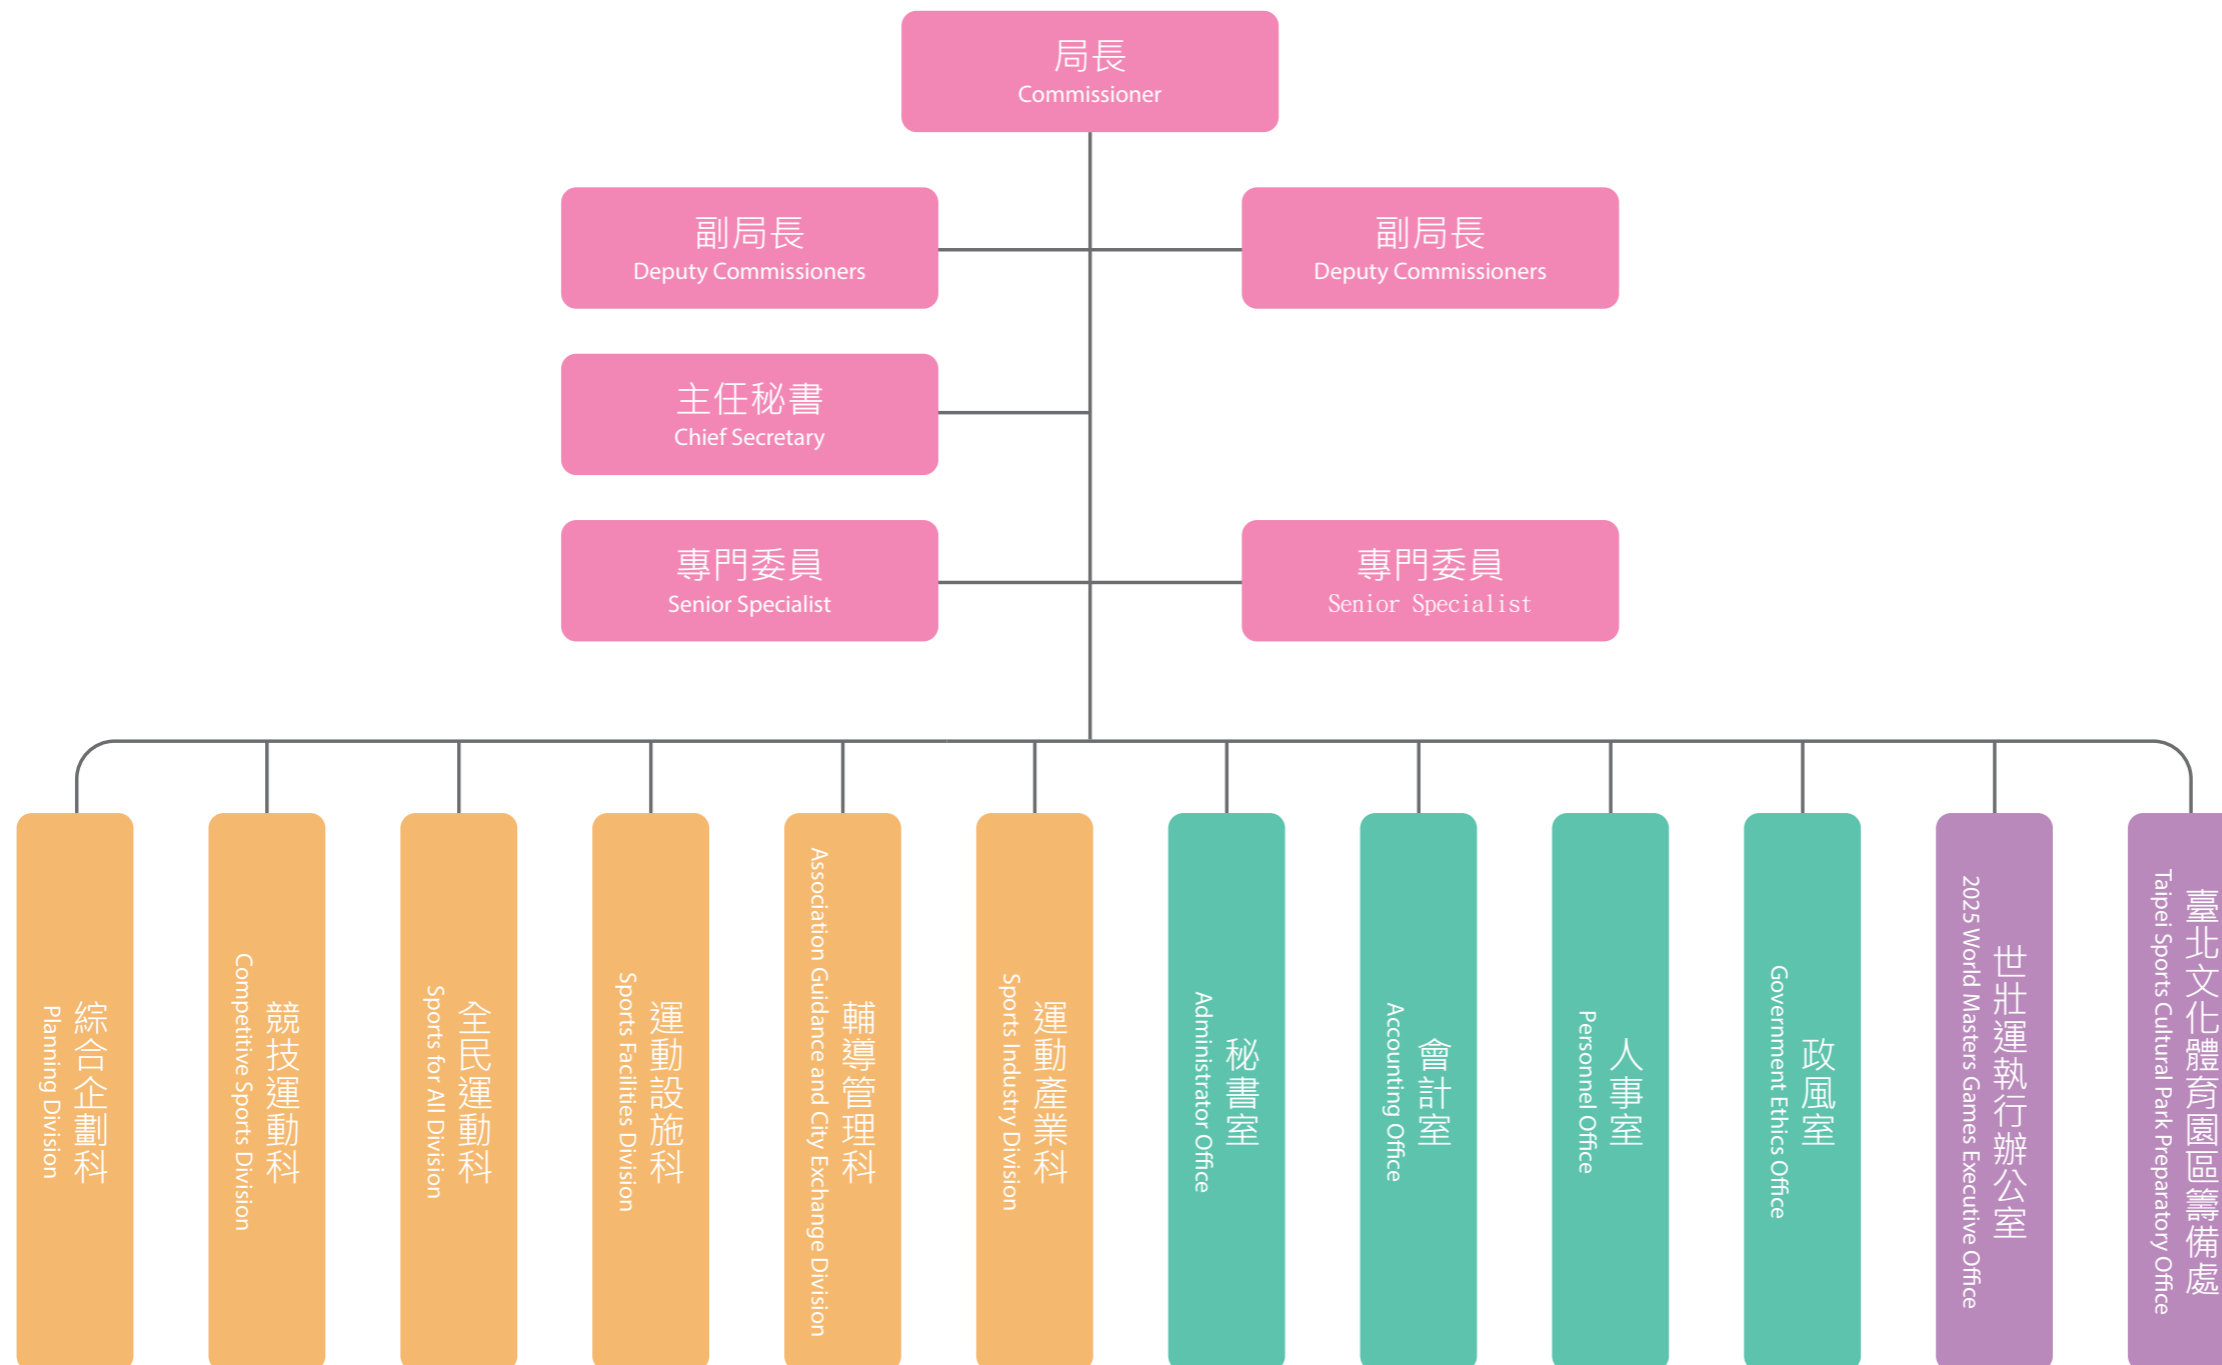 局長
Commissioner
副局長
Deputy Commissioners
副局長
Deputy Commissioners
主任秘書
Chief Secretary
專門委員
Senior Specialist
專門委員
Senior Specialist
綜合企劃科
Planning Division
競技運動科
Competitive Sports Division
全民運動科
Sports for All Division
運動設施科
Sports Facilities Division
輔導管理科
Association Guidance and City Exchange Division
運動產業科
Sports Industry Division
秘書室
Administrator Office
會計室
Accounting Office
人事室
Personnel Office
政風室
Government Ethics Office
世壯運執行辦公室
2025 World Masters Games Executive Office
臺北文化體育園區籌備處
Taipei Sports Cultural Park Preparatory Office